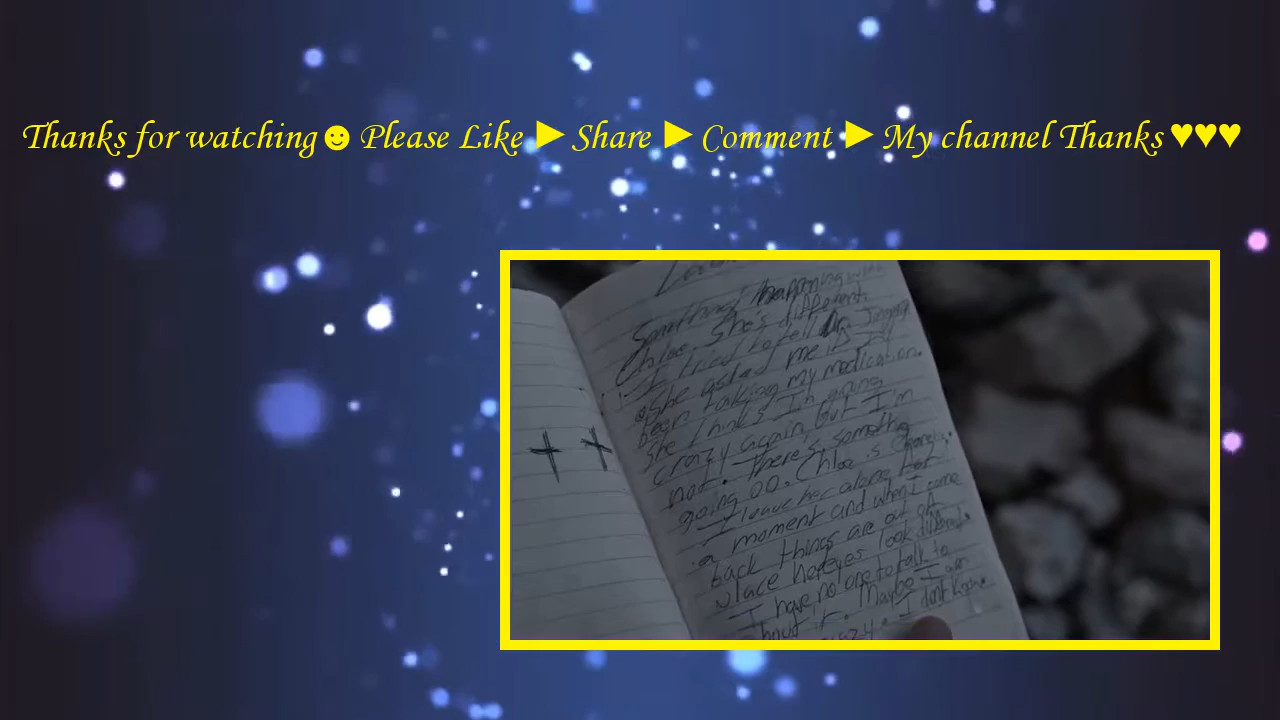 Thanks for watching☻Please Like ► Share ► Comment ► My channel Thanks ♥♥♥
Something happening with
Chloe. She's different.
I tried to tell Dr.
She asked me if I'd
been taking my medication.
She thinks I'm going
crazy again, but I'm
not. There's something
going on. Chloe is
I leave her alone for
a moment and when I come
back things are out of
place her eyes look different.
I have no one to talk to
about it. Maybe I am
crazy. I don't know